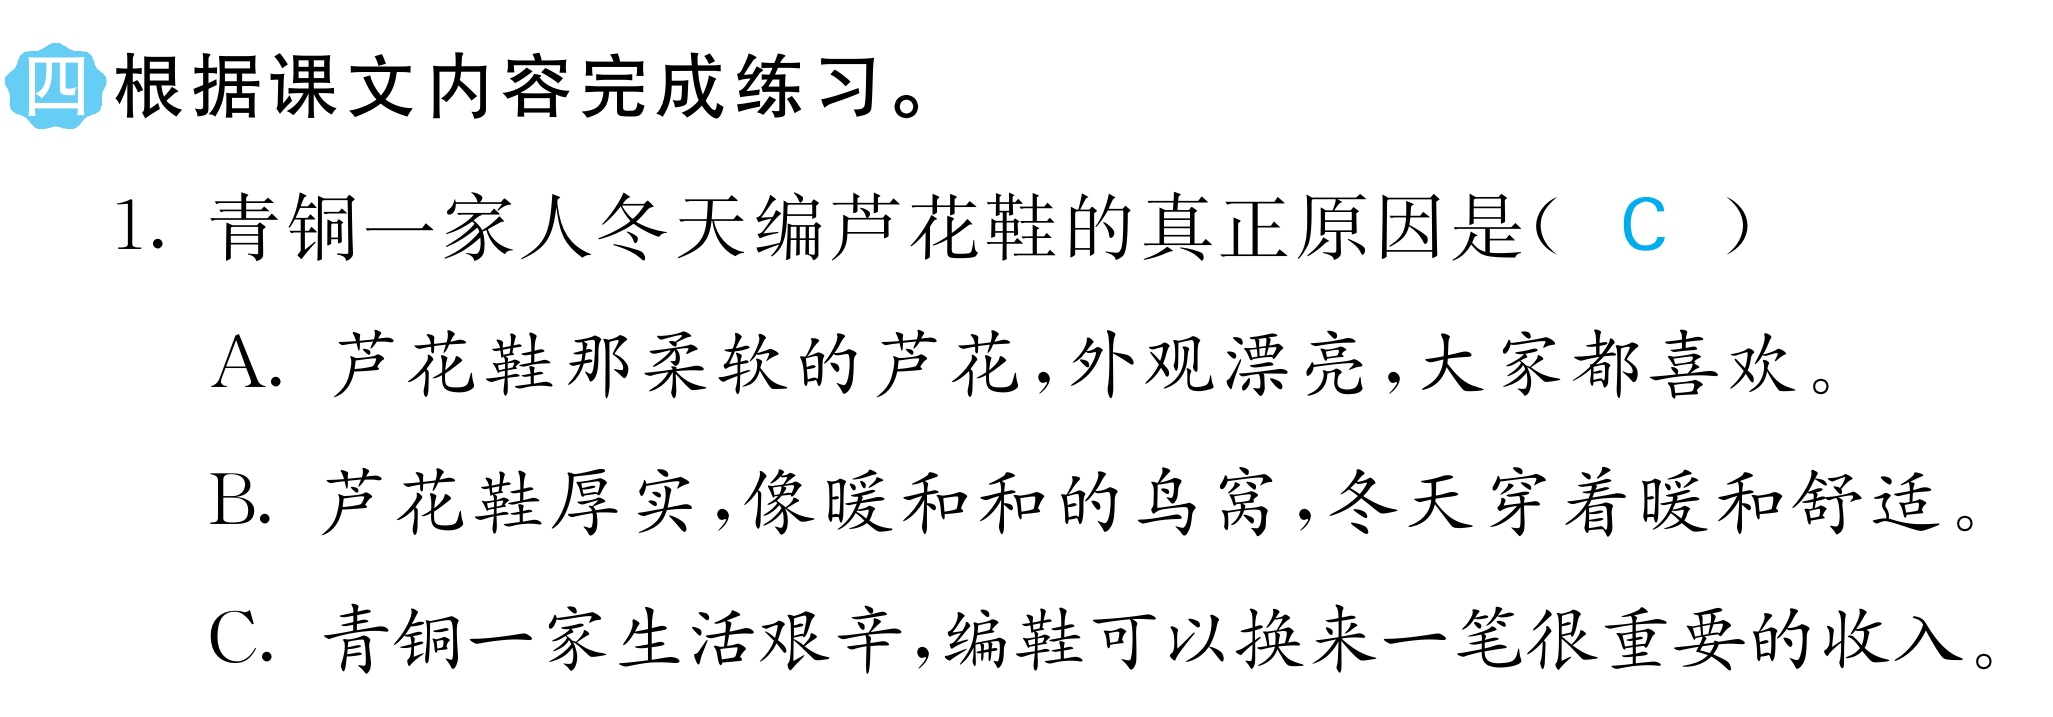 四根据课文内容完成练习。
1. 青铜一家人冬天编芦花鞋的真正原因是( C )
A. 芦花鞋那柔软的芦花,外观漂亮,大家都喜欢。
B. 芦花鞋厚实,像暖和和的鸟窝,冬天穿着暖和舒适。
C. 青铜一家生活艰辛,编鞋可以换来一笔很重要的收入。